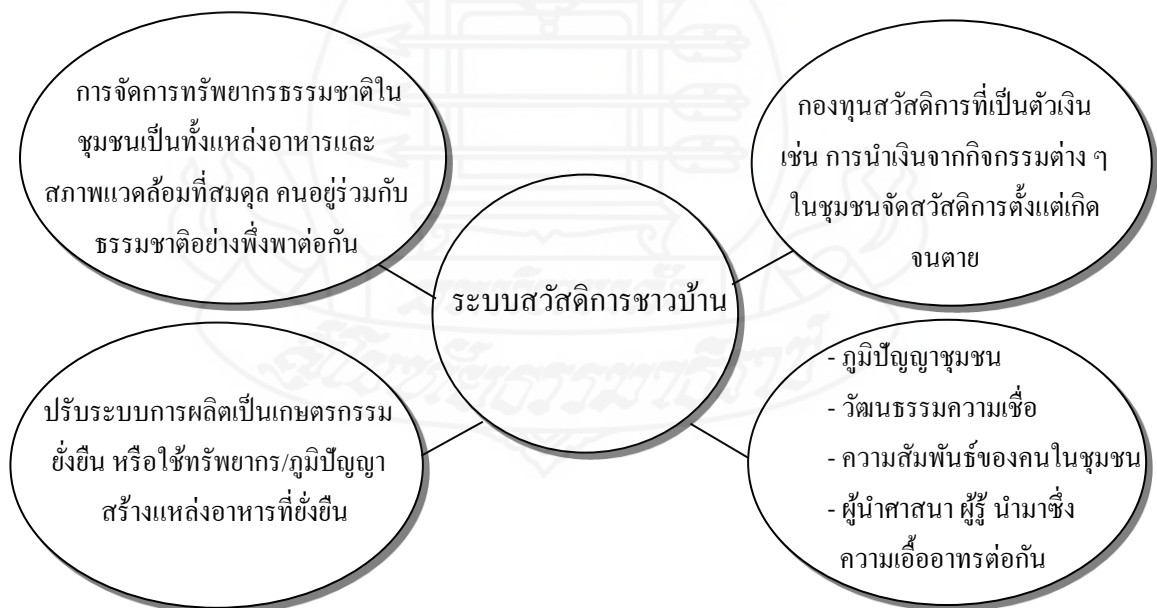 การจัดการทรัพยากรธรรมชาติใน
ชุมชนเป็นทั้งแหล่งอาหารและ
สภาพแวดล้อมที่สมดุล คนอยู่ร่วมกับ
ธรรมชาติอย่างพึ่งพาต่อกัน
กองทุนสวัสดิการที่เป็นตัวเงิน
เช่น การนำเงินจากกิจกรรมต่าง ๆ
ในชุมชนจัดสวัสดิการตั้งแต่เกิด
จนตาย
ระบบสวัสดิการชาวบ้าน
ปรับระบบการผลิตเป็นเกษตรกรรม
ยั่งยืน หรือใช้ทรัพยากร/ภูมิปัญญา
สร้างแหล่งอาหารที่ยั่งยืน
- ภูมิปัญญาชุมชน
- วัฒนธรรมความเชื่อ
- ความสัมพันธ์ของคนในชุมชน
- ผู้นำศาสนา ผู้รู้ นำมาซึ่ง
ความเอื้ออาทรต่อกัน